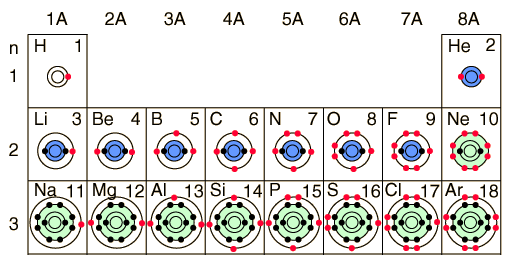 1A 2A 3A 4A 5A 6A 7A 8A
n
1 H 1 He 2
2 Li 3 Be 4 B 5 C 6 N 7 O 8 F 9 Ne 10
3 Na 11 Mg 12 Al 13 Si 14 P 15 S 16 Cl 17 Ar 18